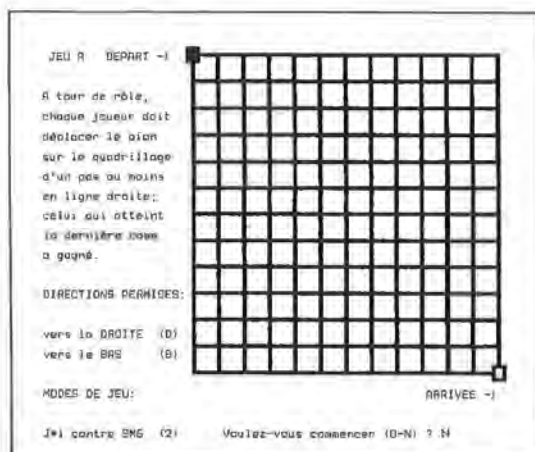 JEU A DEPART -)
A tour de rôle,
chaque joueur doit
déplacer le pion
sur le quadrillage
d'un pas au moins
en ligne droite;
celui qui atteint
la dernière case
a gagné.
DIRECTIONS PERMISES:
vers la DROITE (D)
vers le BAS (B)
MODES DE JEU:
ARRIVEE -)
contre (2) Voulez-vous commencer (O-N) ? N